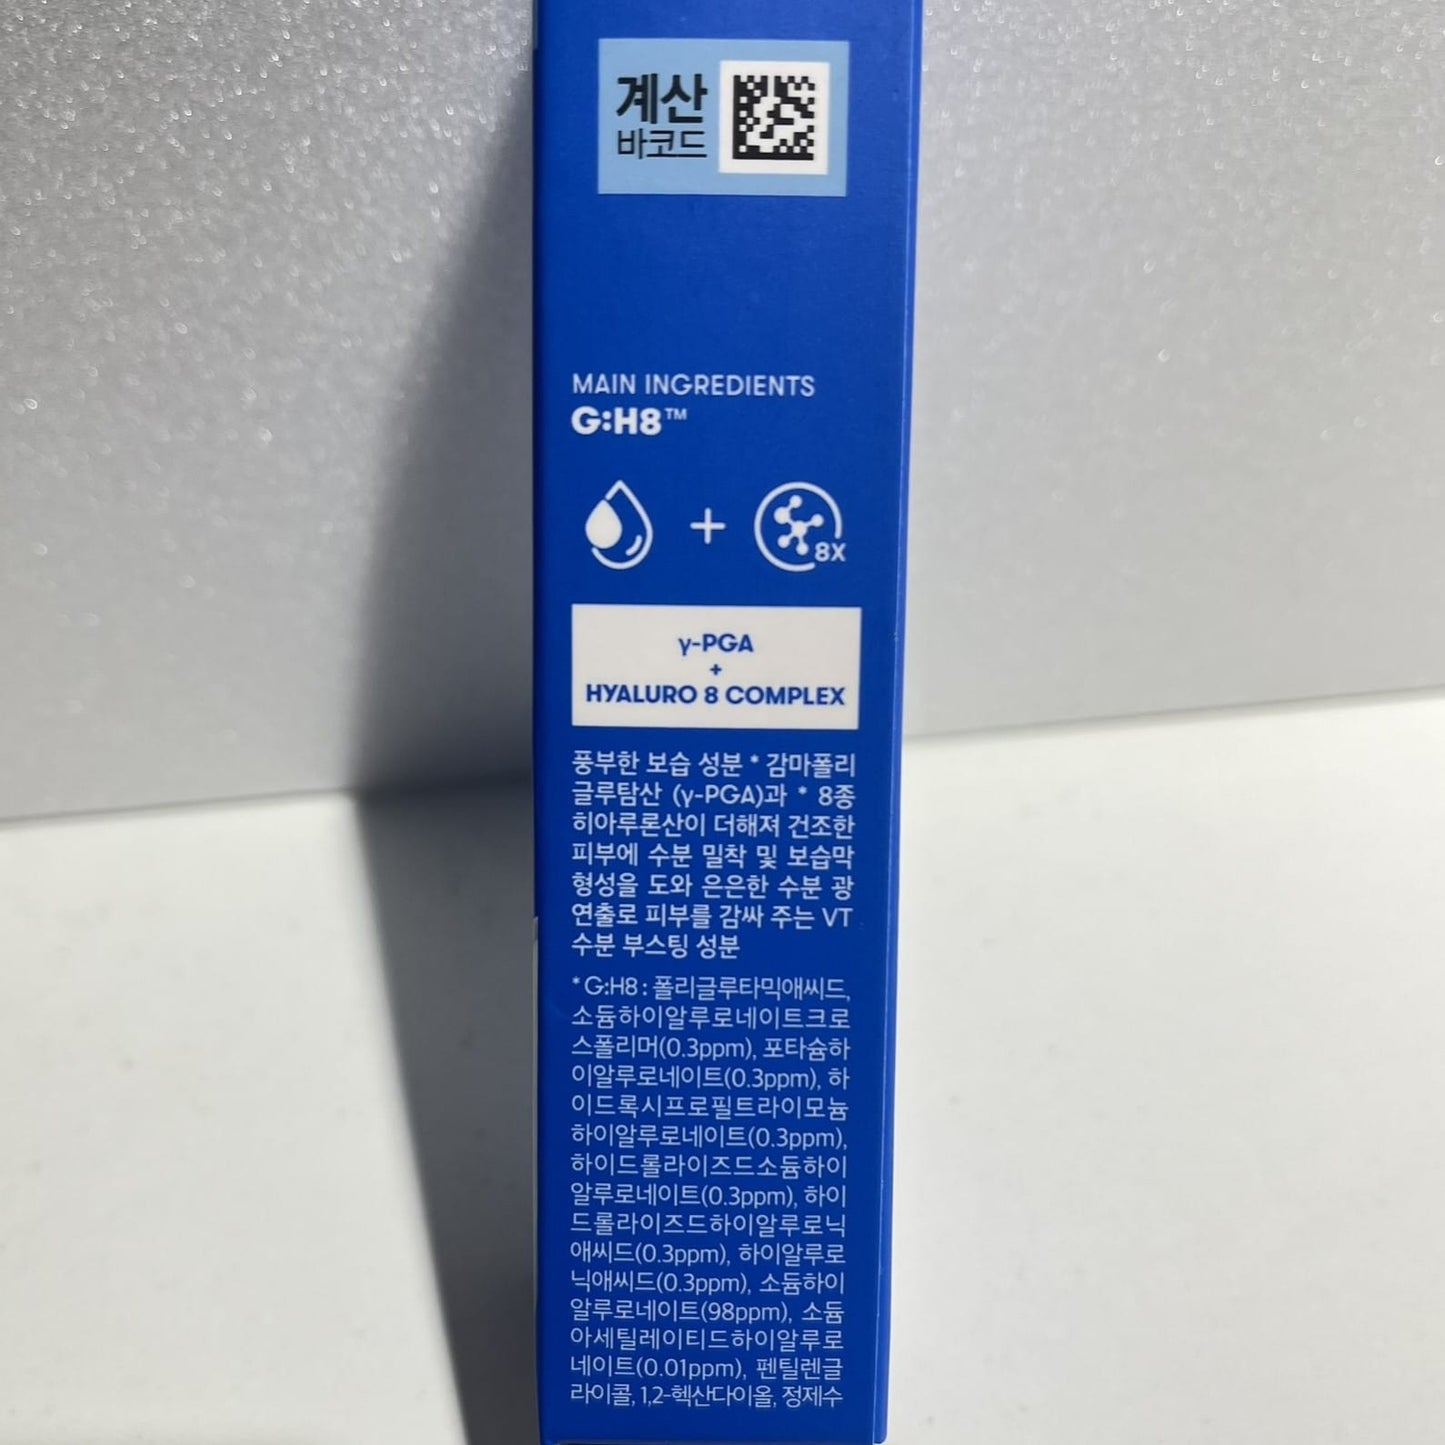 계산
바코드
MAIN INGREDIENTS
G:H8™
+
8X
γ-PGA
+
HYALURO 8 COMPLEX
풍부한 보습 성분 * 감마폴리
글루탐산 (γ-PGA)과 * 8종
히아루론산이 더해져 건조한
피부에 수분 밀착 및 보습막
형성을 도와 은은한 수분 광
연출로 피부를 감싸 주는 VT
수분 부스팅 성분
* G:H8 : 폴리글루타믹애씨드,
소듐하이알루로네이트크로
스폴리머(0.3ppm), 포타슘하
이알루로네이트(0.3ppm), 하
이드록시프로필트라이모늄
하이알루로네이트(0.3ppm),
하이드롤라이즈드소듐하이
알루로네이트(0.3ppm), 하이
드롤라이즈드하이알루로닉
애씨드(0.3ppm), 하이알루로
닉애씨드(0.3ppm), 소듐하이
알루로네이트(98ppm), 소듐
아세틸레이티드하이알루로
네이트(0.01ppm), 펜틸렌글
라이콜, 1,2-헥산다이올, 정제수